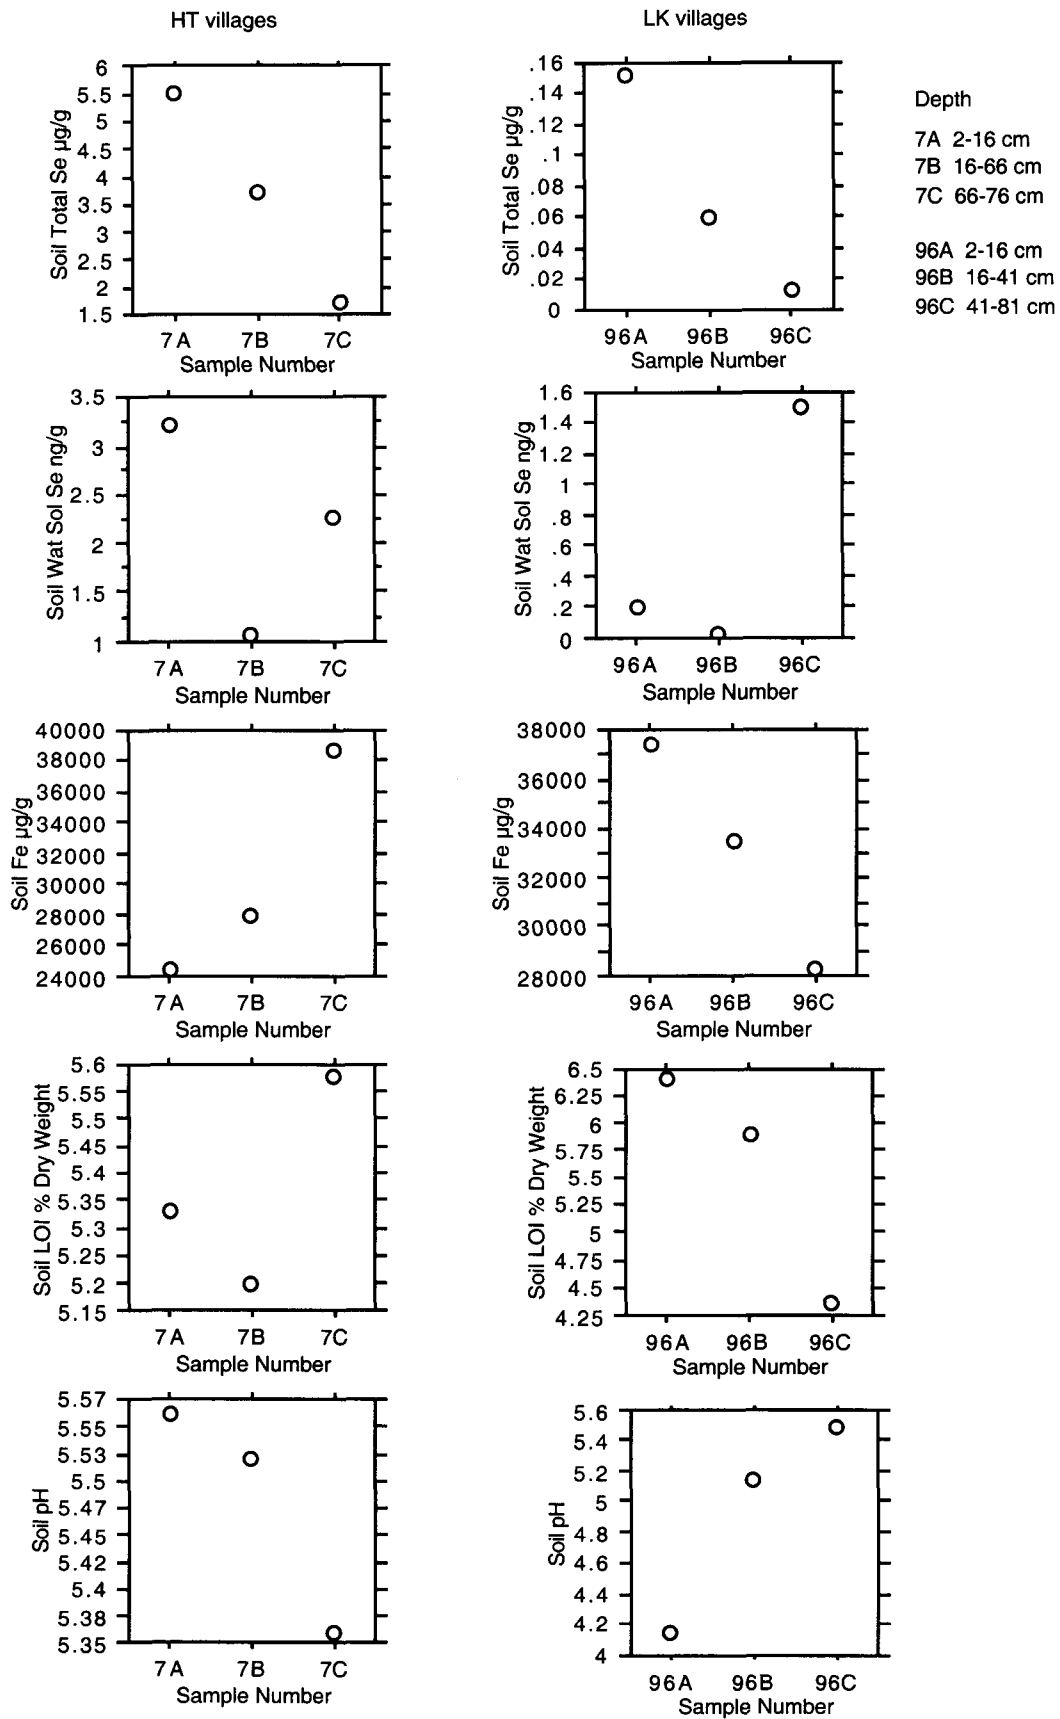 HT villages
LK villages
Soil Total Se µg/g
6
5.5
5
4.5
4
3.5
3
2.5
2
1.5
7A 7B 7C
Sample Number
Soil Total Se µg/g
.16
.14
.12
.1
.08
.06
.04
.02
0
96A 96B 96C
Sample Number
Depth
7A 2-16 cm
7B 16-66 cm
7C 66-76 cm
96A 2-16 cm
96B 16-41 cm
96C 41-81 cm
Soil Wat Sol Se ng/g
3.5
3
2.5
2
1.5
1
7A 7B 7C
Sample Number
Soil Wat Sol Se ng/g
1.6
1.4
1.2
1
.8
.6
.4
.2
0
96A 96B 96C
Sample Number
Soil Fe µg/g
40000
38000
36000
34000
32000
30000
28000
26000
24000
7A 7B 7C
Sample Number
Soil Fe µg/g
38000
36000
34000
32000
30000
28000
96A 96B 96C
Sample Number
Soil LOI % Dry Weight
5.6
5.55
5.5
5.45
5.4
5.35
5.3
5.25
5.2
5.15
7A 7B 7C
Sample Number
Soil LOI % Dry Weight
6.5
6.25
6
5.75
5.5
5.25
5
4.75
4.5
4.25
96A 96B 96C
Sample Number
Soil pH
5.57
5.55
5.53
5.5
5.47
5.45
5.42
5.4
5.38
5.35
7A 7B 7C
Sample Number
Soil pH
5.6
5.4
5.2
5
4.8
4.6
4.4
4.2
4
96A 96B 96C
Sample Number